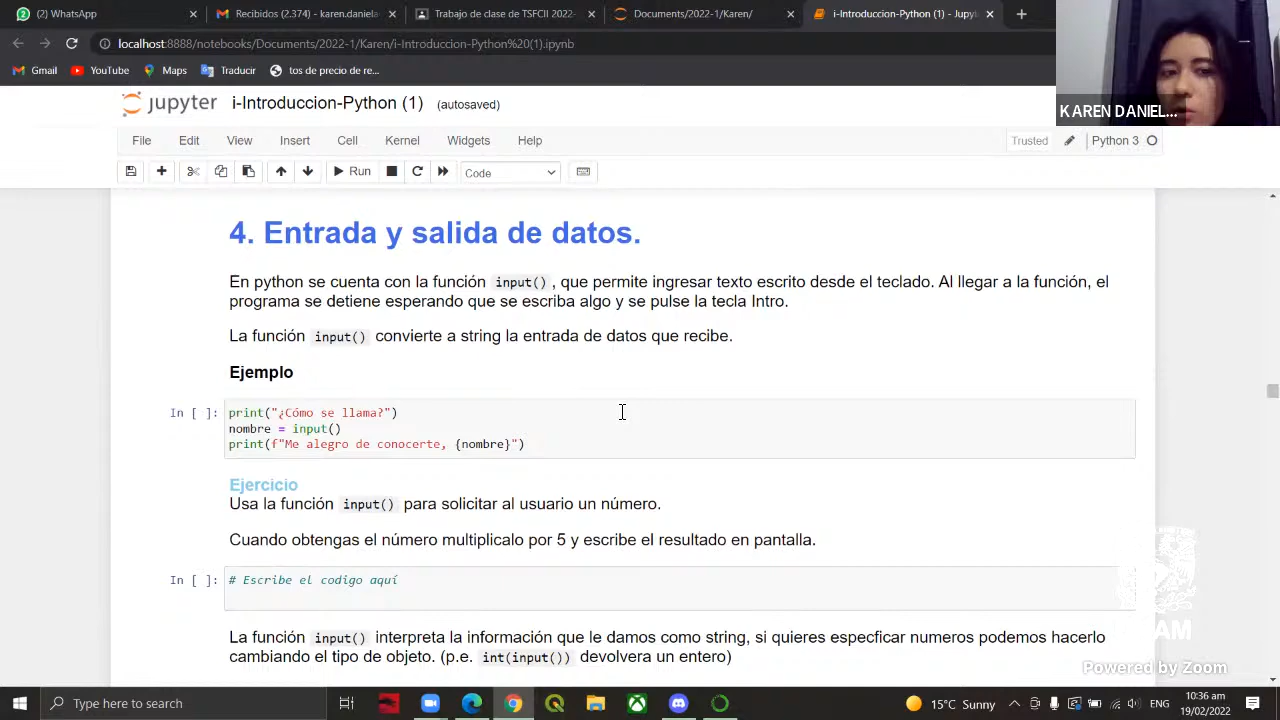 (2) WhatsApp
Recibidos (2.374) - karen.daniela
Trabajo de clase de TSFCII 2022-
Documents/2022-1/Karen/
i-Introduccion-Python (1) - Jupyt
localhost:8888/notebooks/Documents/2022-1/Karen/i-Introduccion-Python%20(1).ipynb
Gmail
YouTube
Maps
Traducir
tos de precio de re...
KAREN DANIEL...
jupyter
i-Introduccion-Python (1)
(autosaved)
File Edit View Insert Cell Kernel Widgets Help
Trusted
Python 3
Run
Code
4. Entrada y salida de datos.
En python se cuenta con la función input(), que permite ingresar texto escrito desde el teclado. Al llegar a la función, el
programa se detiene esperando que se escriba algo y se pulse la tecla Intro.
La función input() convierte a string la entrada de datos que recibe.
Ejemplo
In [ ]: print("¿Cómo se llama?")
nombre = input()
print(f"Me alegro de conocerte, {nombre}")
Ejercicio
Usa la función input() para solicitar al usuario un número.
Cuando obtengas el número multiplicalo por 5 y escribe el resultado en pantalla.
In [ ]: # Escribe el codigo aquí
La función input() interpreta la información que le damos como string, si quieres especficar numeros podemos hacerlo
cambiando el tipo de objeto. (p.e. int(input()) devolvera un entero)
Powered by Zoom
Type here to search
15°C Sunny
ENG
10:36 am
19/02/2022